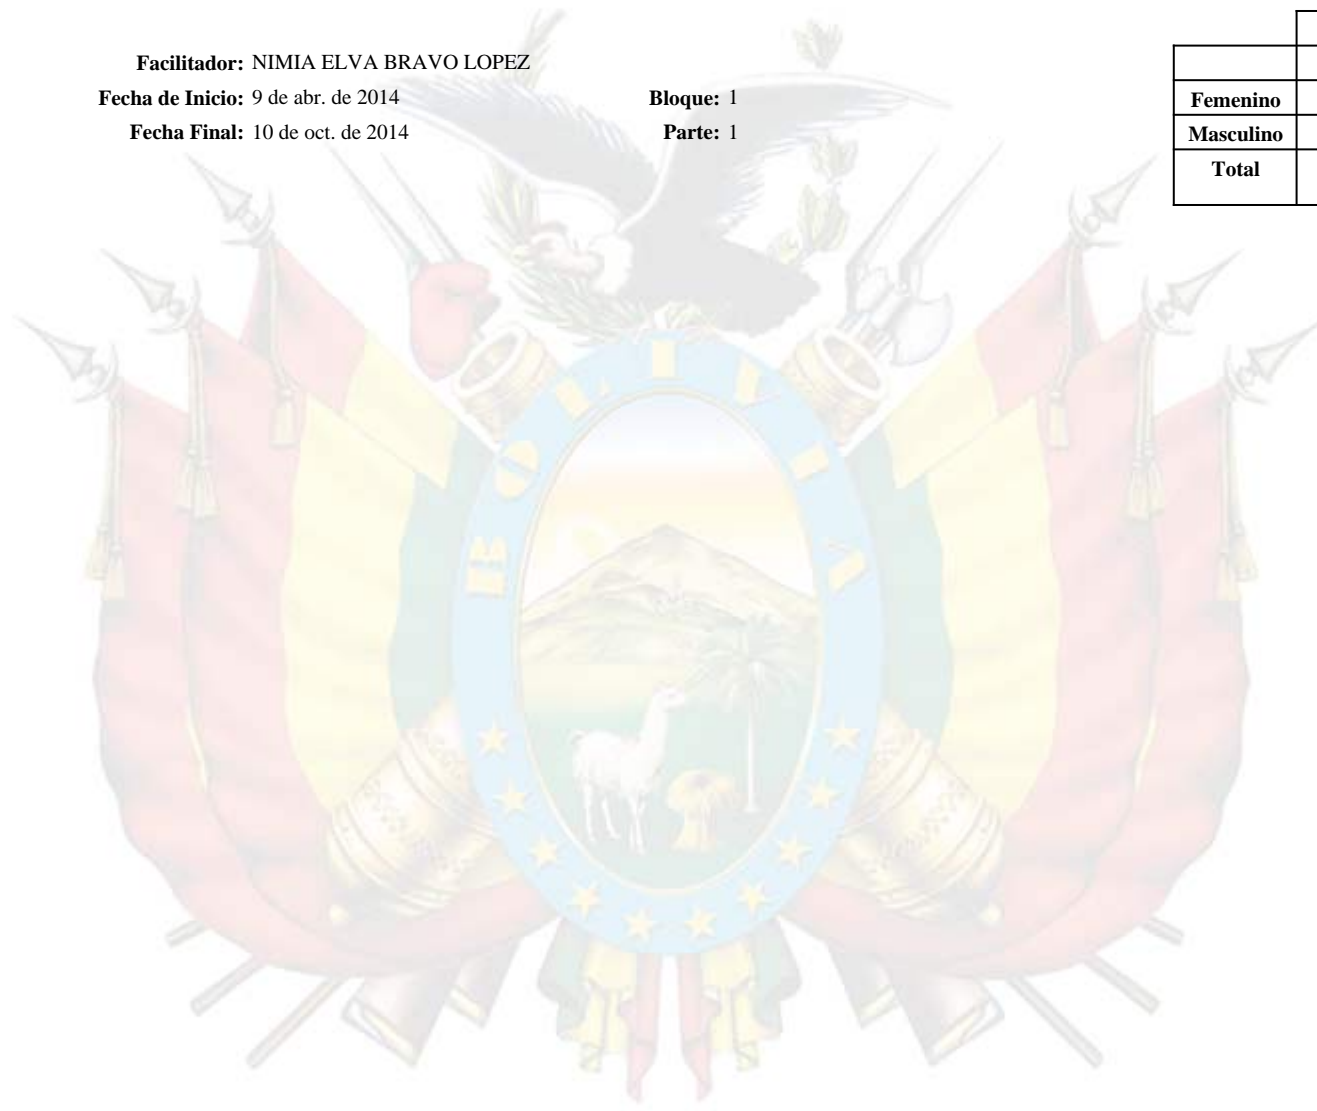 Facilitador: NIMIA ELVA BRAVO LOPEZ
Fecha de Inicio: 9 de abr. de 2014 Bloque: 1
Fecha Final: 10 de oct. de 2014 Parte: 1
Femenino
Masculino
Total
BOLIVIA